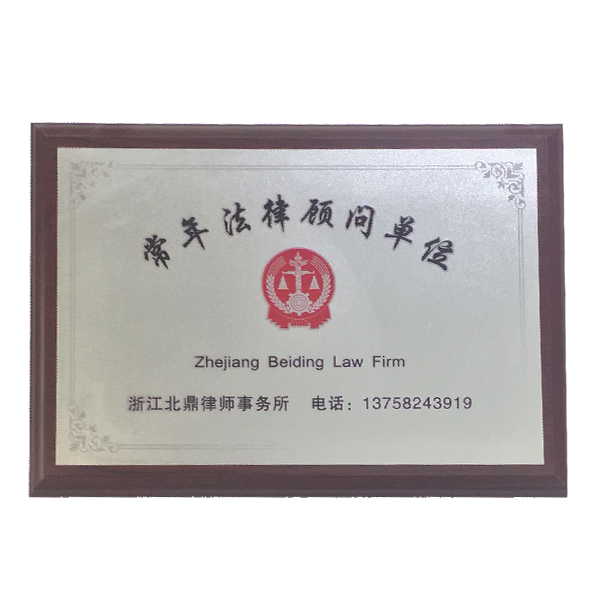 常年法律顾问单位
Zhejiang Beiding Law Firm
浙江北鼎律师事务所 电话：13758243919